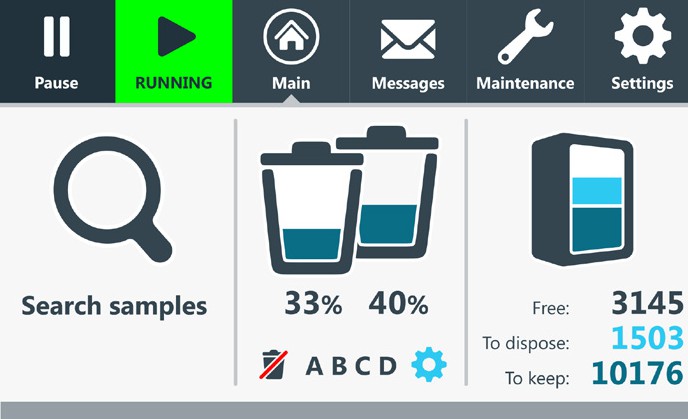 Pause
RUNNING
Main
Messages
Maintenance
Settings
Search samples
33% 40%
A B C D
Free: 3145
To dispose: 1503
To keep: 10176